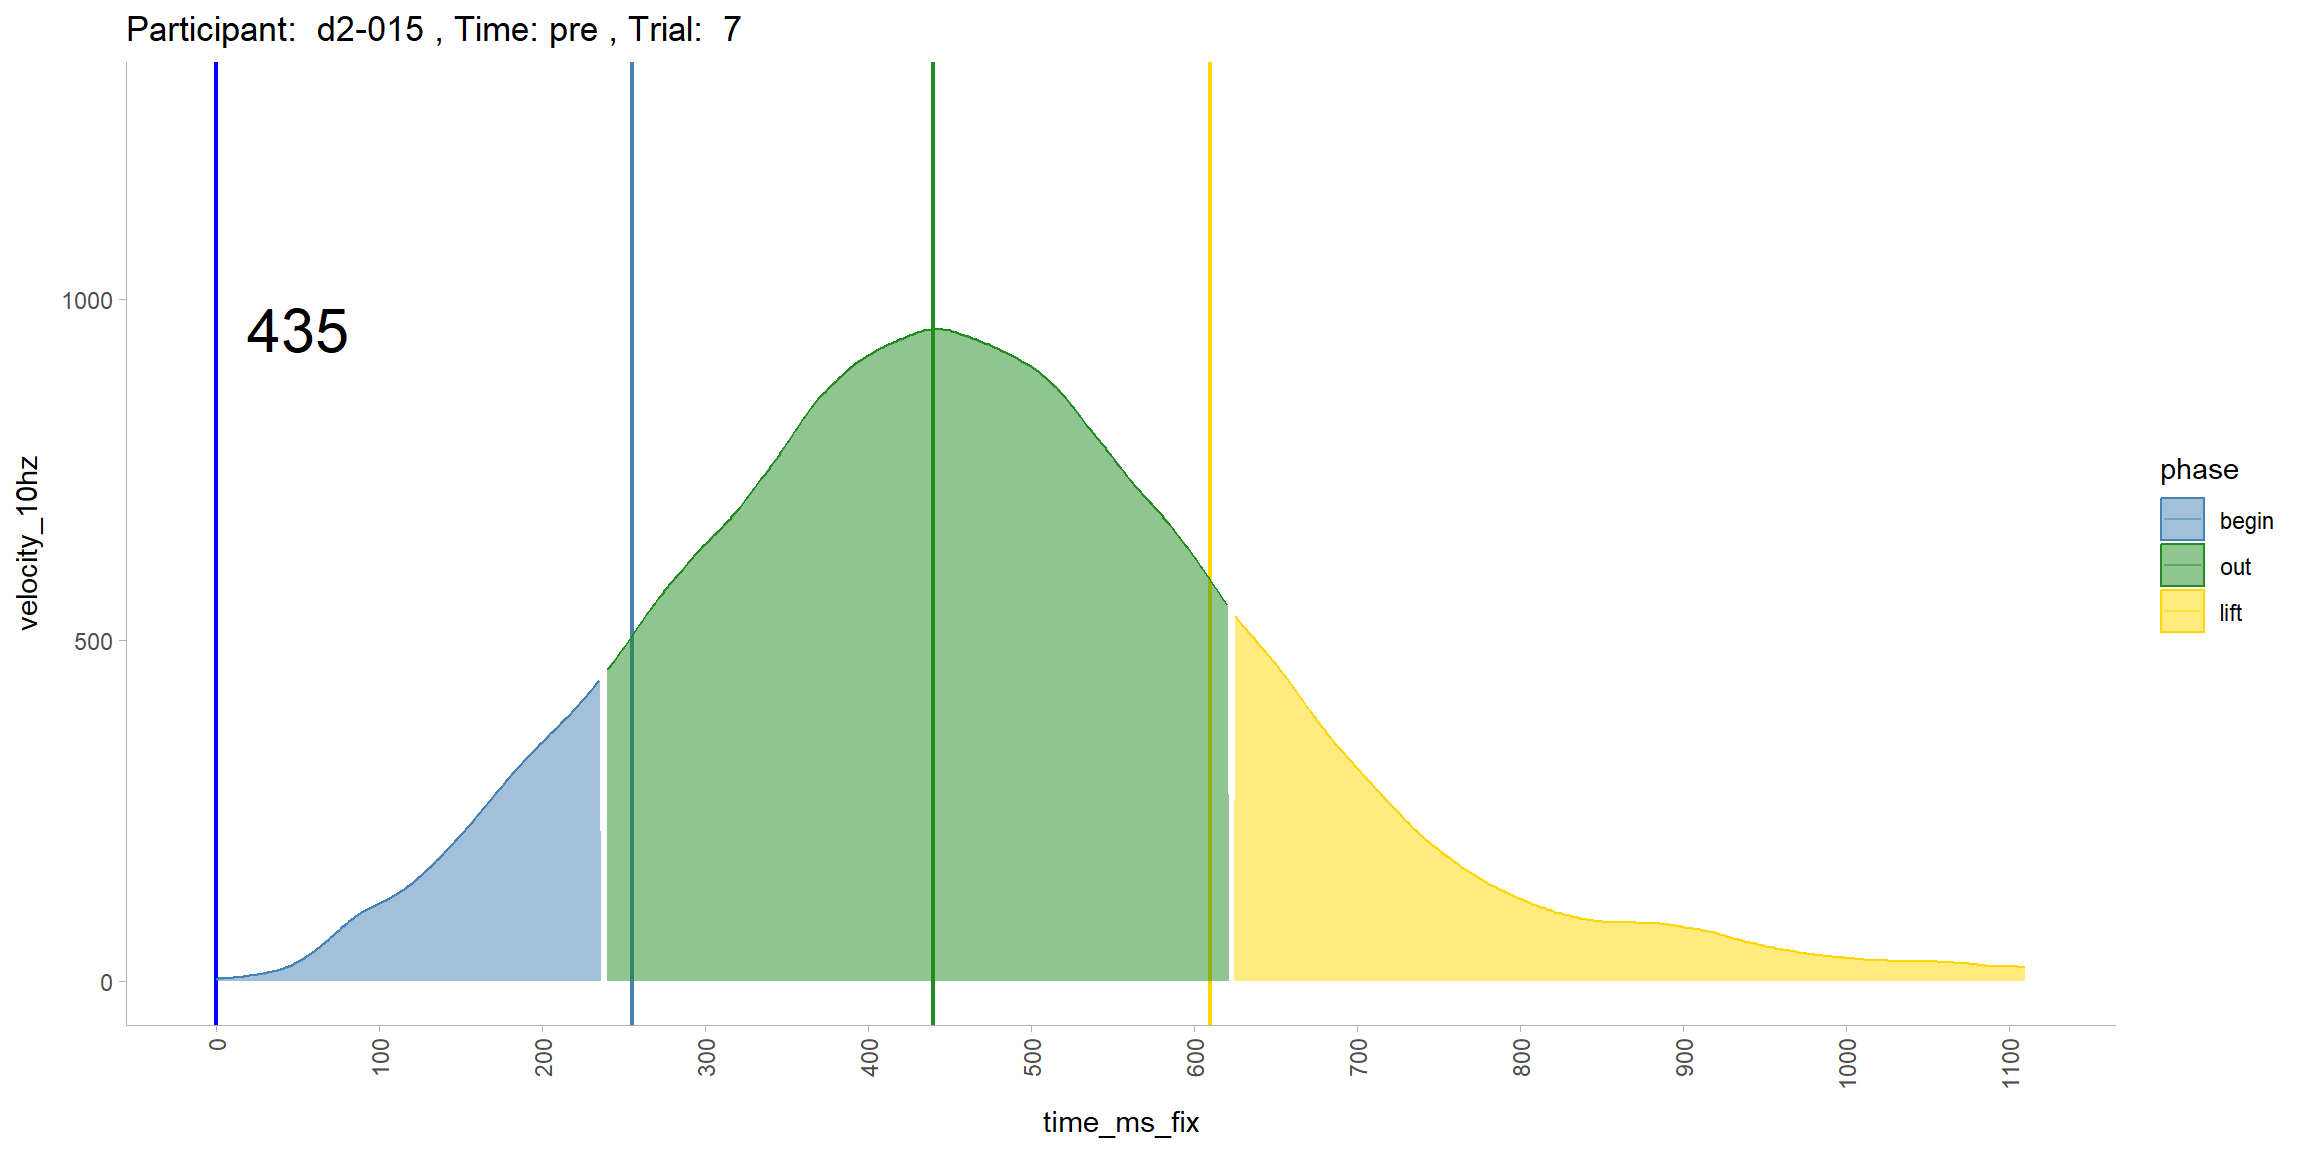 Participant:  d2-015 , Time: pre , Trial:  7
1000
435
500
0
velocity_10hz
0
100
200
300
400
500
600
700
800
900
1000
1100
time_ms_fix
phase
begin
out
lift